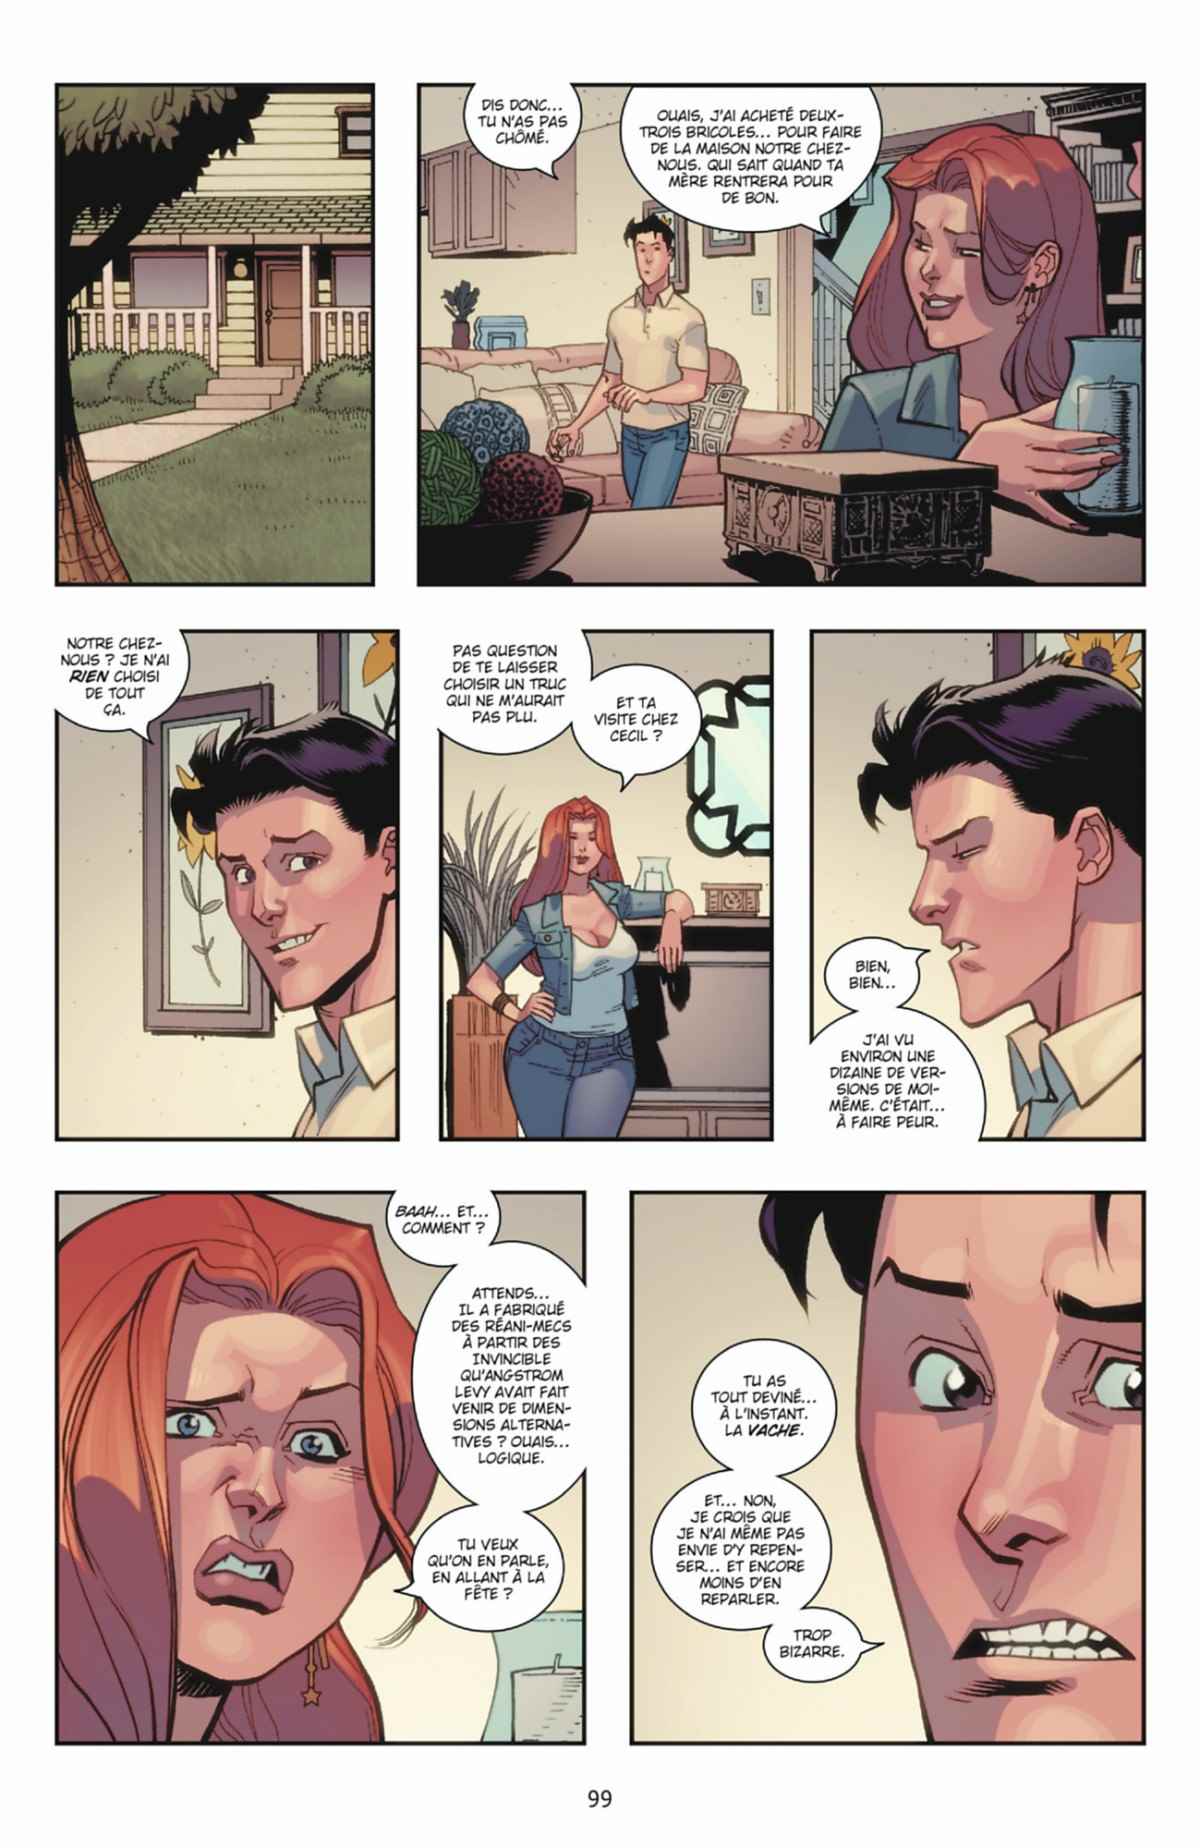 DIS DONC...
TU N'AS PAS
CHÔMÉ.
OUAIS, J'AI ACHETÉ DEUX-
TROIS BRICOLES... POUR FAIRE
DE LA MAISON NOTRE CHEZ-
NOUS. QUI SAIT QUAND TA
MÈRE RENTRERA POUR
DE BON.
NOTRE CHEZ-
NOUS ? JE N'AI
RIEN CHOISI
DE TOUT
ÇA.
PAS QUESTION
DE TE LAISSER
CHOISIR UN TRUC
QUI NE M'AURAIT
PAS PLU.
ET TA
VISITE CHEZ
CECIL ?
BIEN,
BIEN...
J'AI VU
ENVIRON UNE
DIZAINE DE VER-
SIONS DE MOI-
MÊME. C'ÉTAIT...
À FAIRE PEUR.
BAAH... ET...
COMMENT ?
ATTENDS...
IL A FABRIQUÉ
DES RÉANI-MECS
À PARTIR DES
INVINCIBLE
QU'ANGSTROM
LEVY AVAIT FAIT
VENIR DE DIMEN-
SIONS ALTERNA-
TIVES ? OUAIS...
LOGIQUE.
TU VEUX
QU'ON EN PARLE,
EN ALLANT À LA
FÊTE ?
TU AS
TOUT DEVINÉ...
À L'INSTANT.
LA VACHE.
ET... NON,
JE CROIS QUE
JE N'AI MÊME PAS
ENVIE D'Y REPEN-
SER... ET ENCORE
MOINS D'EN
REPARLER.
TROP
BIZARRE.
99